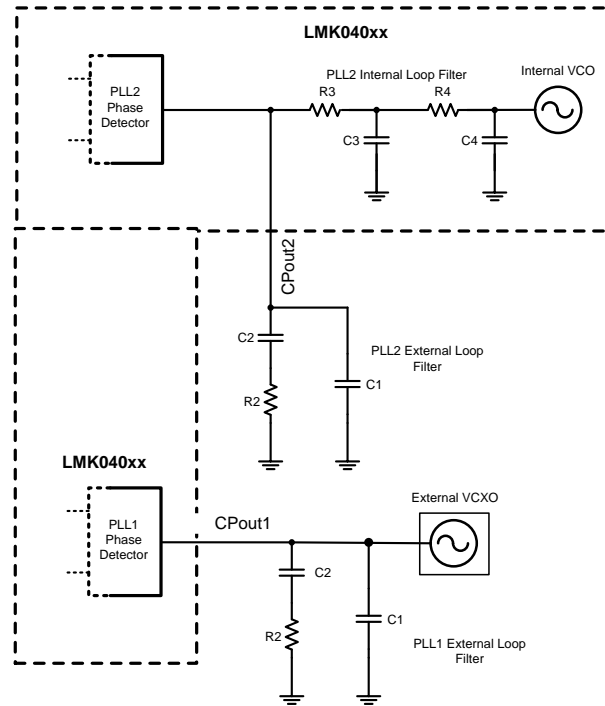 LMK040xx
PLL2 Internal Loop Filter
Internal VCO
PLL2
Phase
Detector
R3
R4
C3
C4
CPout2
C2
R2
C1
PLL2 External Loop
Filter
LMK040xx
PLL1
Phase
Detector
CPout1
External VCXO
C2
R2
C1
PLL1 External Loop
Filter